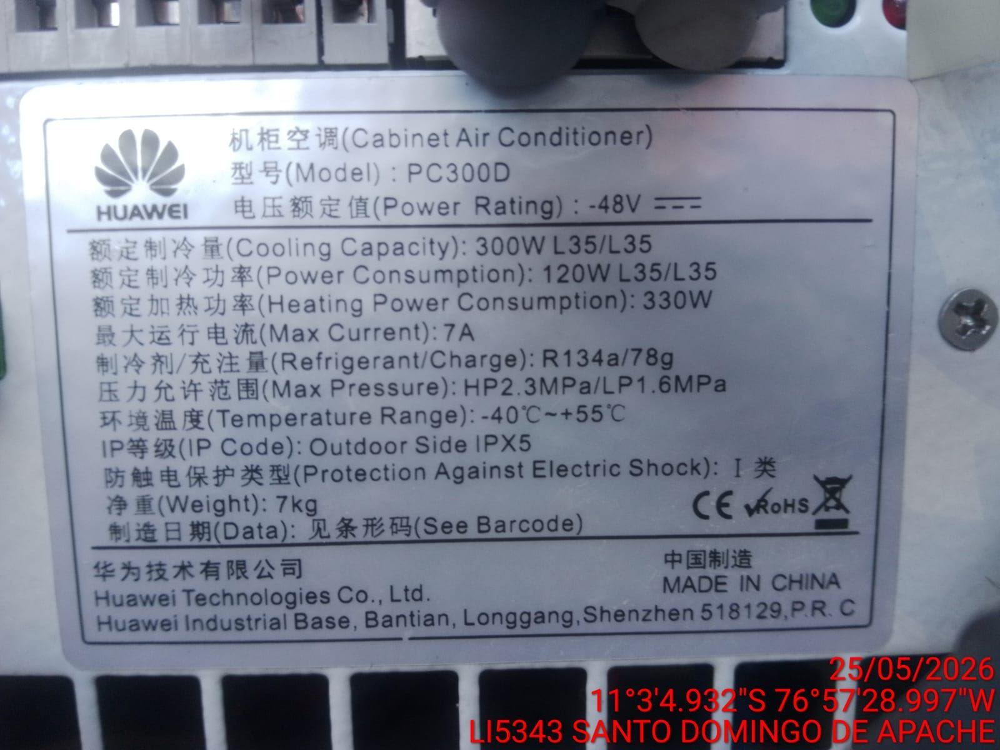 HUAWEI
机柜空调(Cabinet Air Conditioner)
型号(Model) : PC300D
电压额定值(Power Rating) : -48V
额定制冷量(Cooling Capacity): 300W L35/L35
额定制冷功率(Power Consumption): 120W L35/L35
额定加热功率(Heating Power Consumption): 330W
最大运行电流(Max Current): 7A
制冷剂/充注量(Refrigerant/Charge): R134a/78g
压力允许范围(Max Pressure): HP2.3MPa/LP1.6MPa
环境温度(Temperature Range): -40℃~+55℃
IP等级(IP Code): Outdoor Side IPX5
防触电保护类型(Protection Against Electric Shock): I 类
净重(Weight): 7kg
CE RoHS
制造日期(Data): 见条形码(See Barcode)
华为技术有限公司
中国制造
Huawei Technologies Co., Ltd.
MADE IN CHINA
Huawei Industrial Base, Bantian, Longgang,Shenzhen 518129,P.R. C
25/05/2026
11°3'4.932"S 76°57'28.997"W
LI5343 SANTO DOMINGO DE APACHE